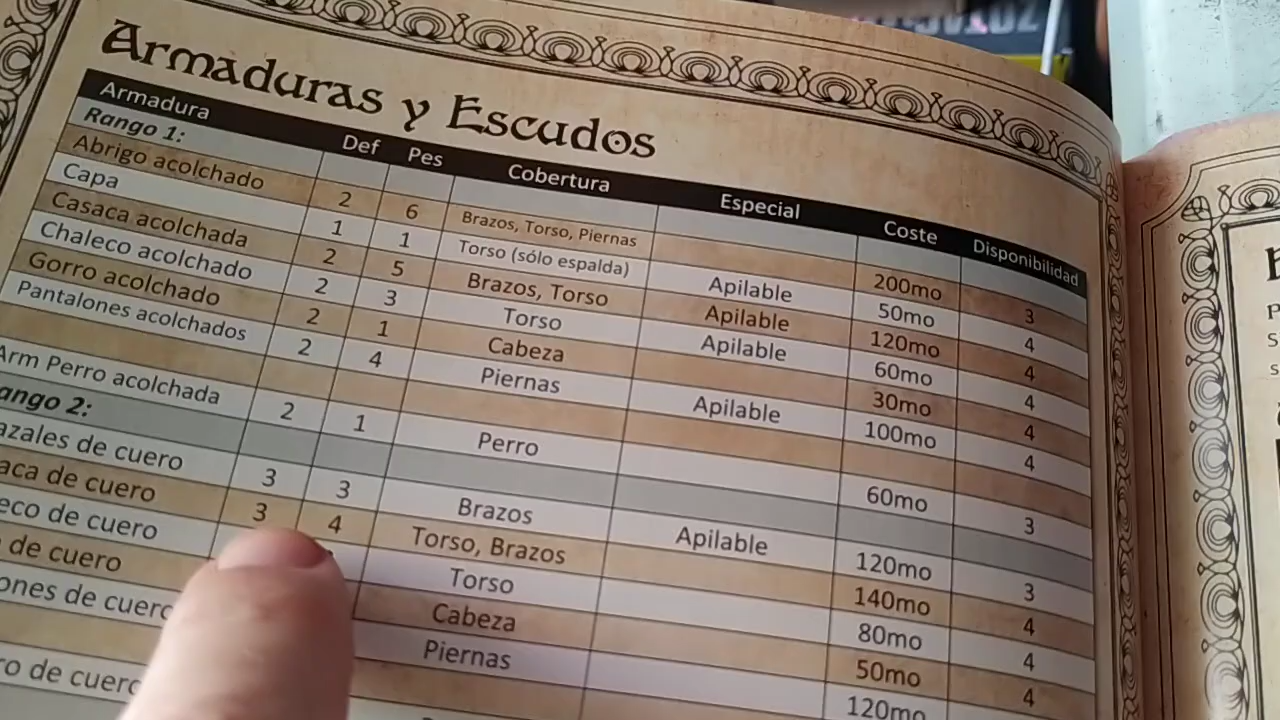 Armaduras y Escudos
Armadura Def Pes Cobertura Especial Coste Disponibilidad
Rango 1:
Abrigo acolchado 2 6 Brazos, Torso, Piernas 200mo 3
Capa 1 1 Torso (sólo espalda) Apilable 50mo 4
Casaca acolchada 2 5 Brazos, Torso Apilable 120mo 4
Chaleco acolchado 2 3 Torso Apilable 60mo 4
Gorro acolchado 2 1 Cabeza 30mo 4
Pantalones acolchados 2 4 Piernas Apilable 100mo 4
Arm Perro acolchada 2 1 Perro 60mo 3
ango 2:
azales de cuero 3 3 Brazos Apilable 120mo 3
aca de cuero 3 4 Torso, Brazos 140mo 4
eco de cuero Torso 80mo 4
de cuero Cabeza 50mo 4
ones de cuero Piernas 120mo
ro de cuero